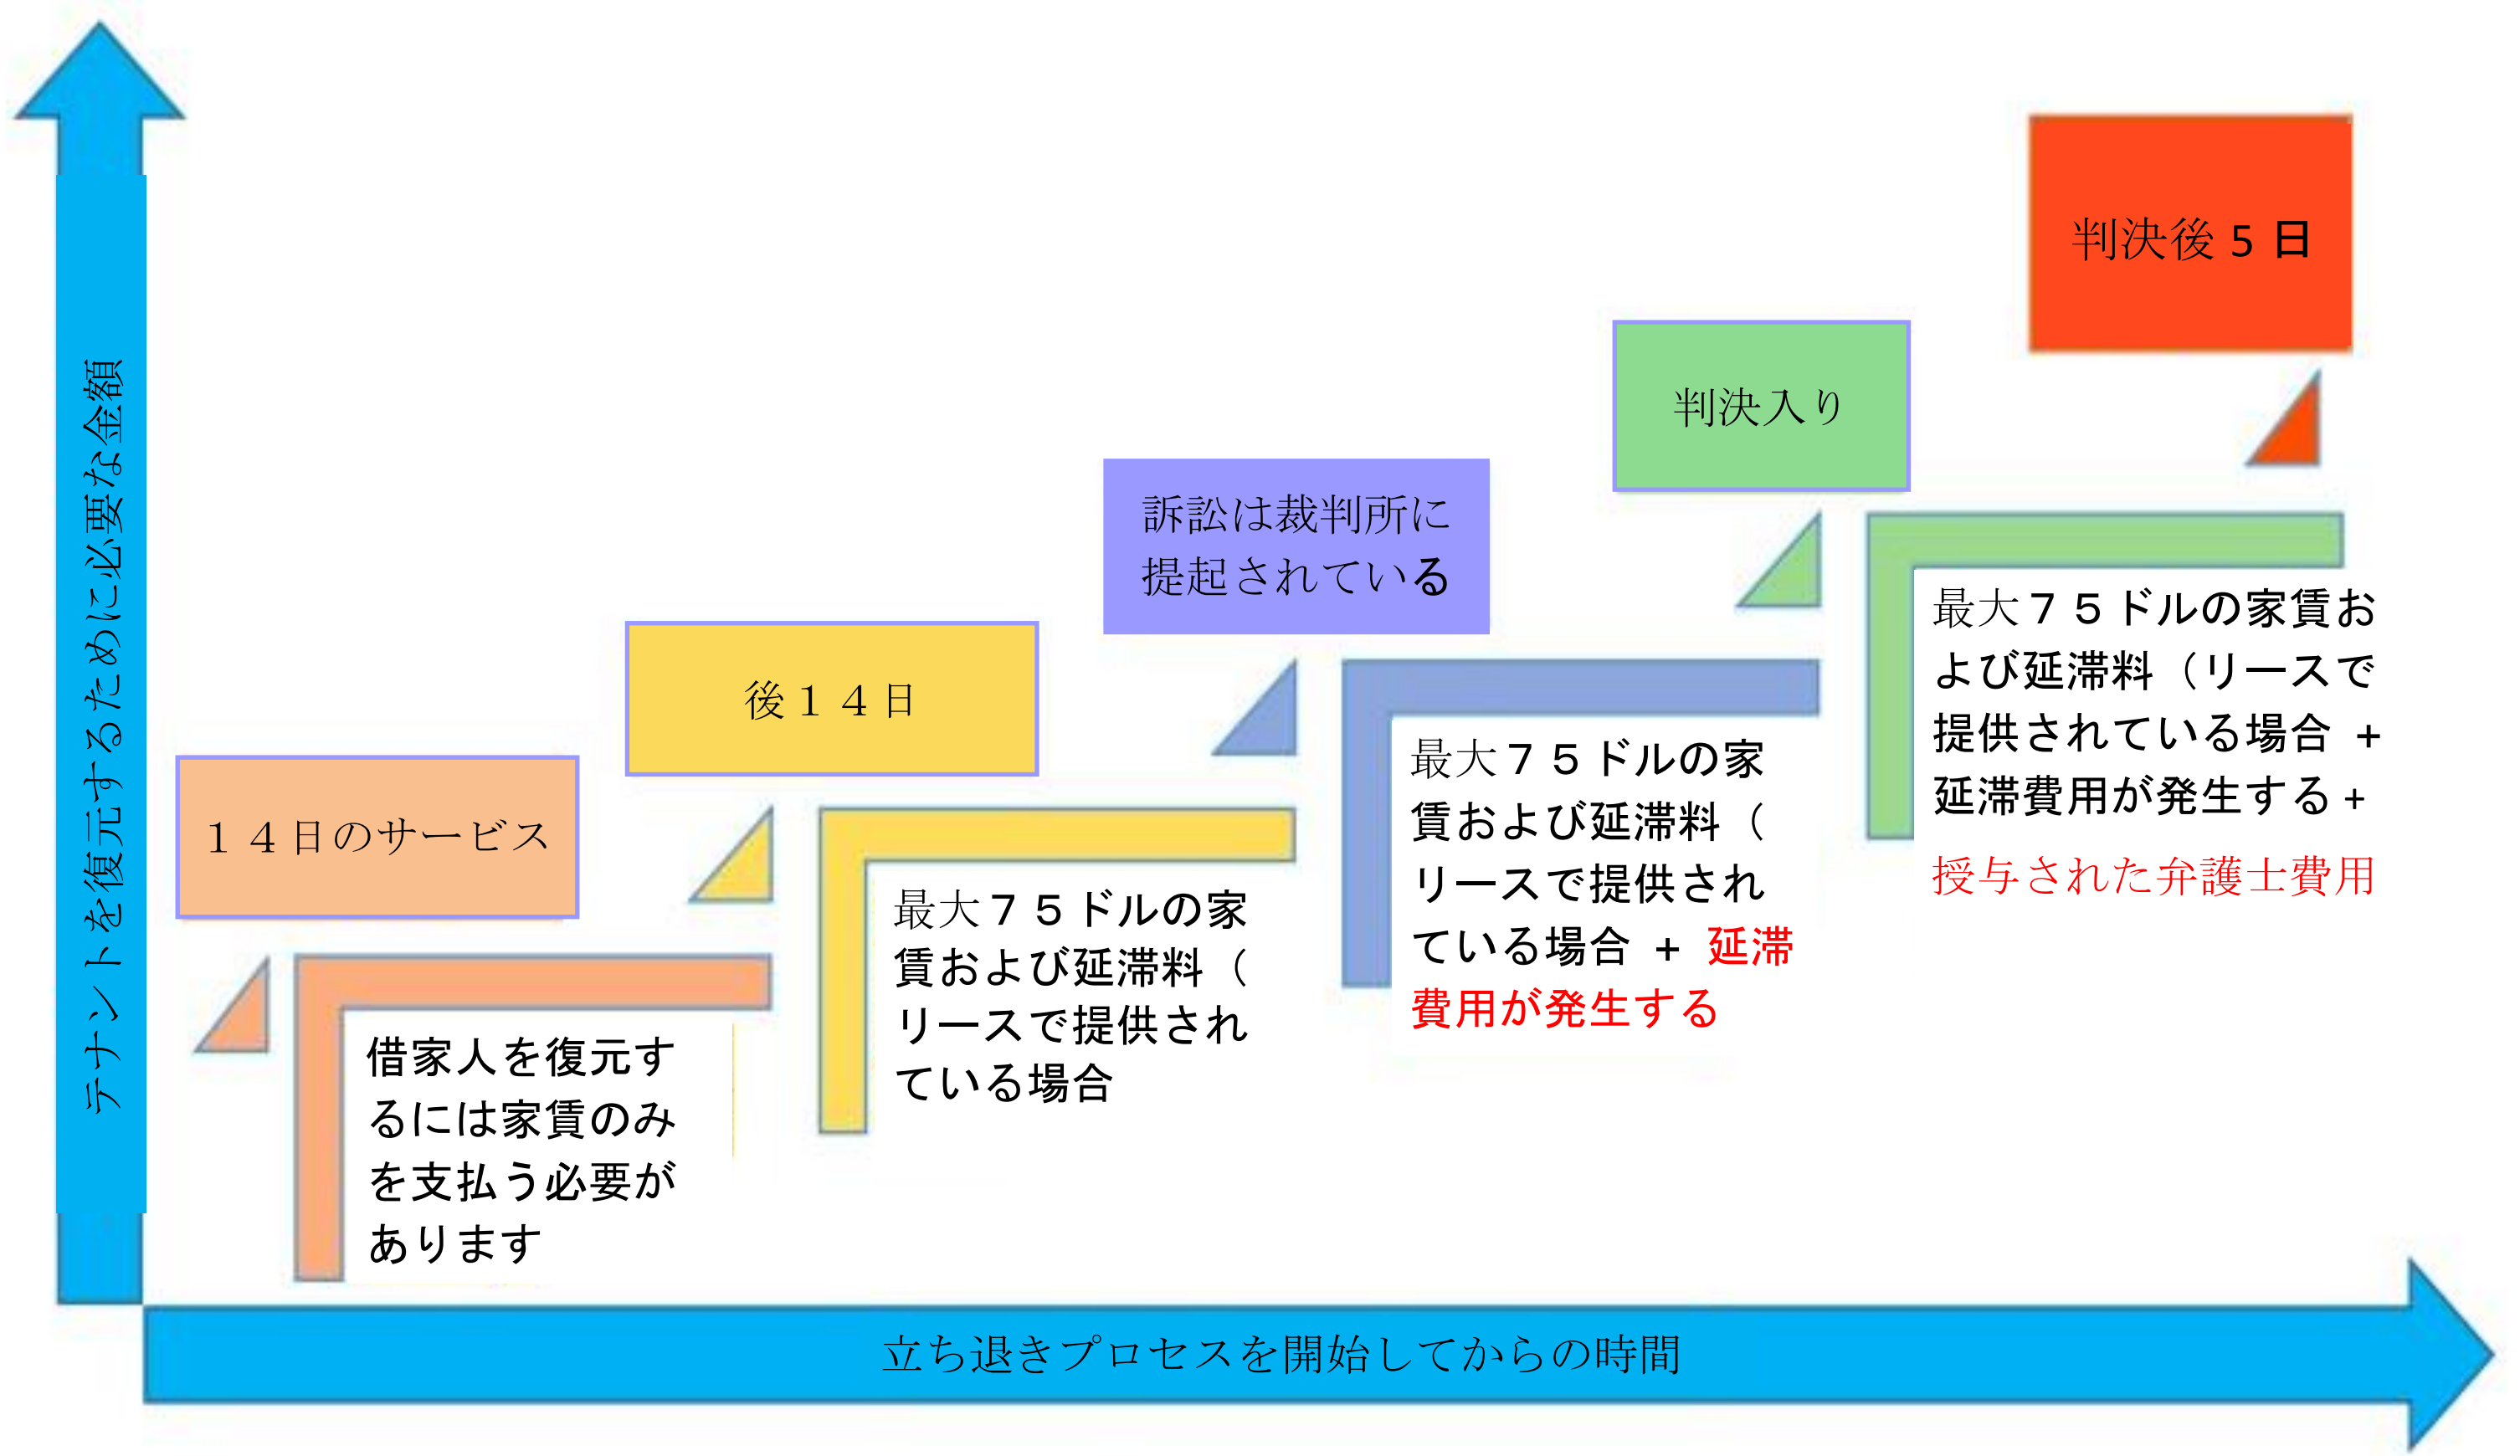 テナントを復元するために必要な金額
１４日のサービス
借家人を復元す
るには家賃のみ
を支払う必要が
あります
後１４日
最大７５ドルの家
賃および延滞料（
リースで提供され
ている場合
訴訟は裁判所に
提起されている
最大７５ドルの家
賃および延滞料（
リースで提供され
ている場合 + 延滞
費用が発生する
判決入り
最大７５ドルの家賃お
よび延滞料（リースで
提供されている場合 +
延滞費用が発生する +
授与された弁護士費用
判決後 5 日
立ち退きプロセスを開始してからの時間